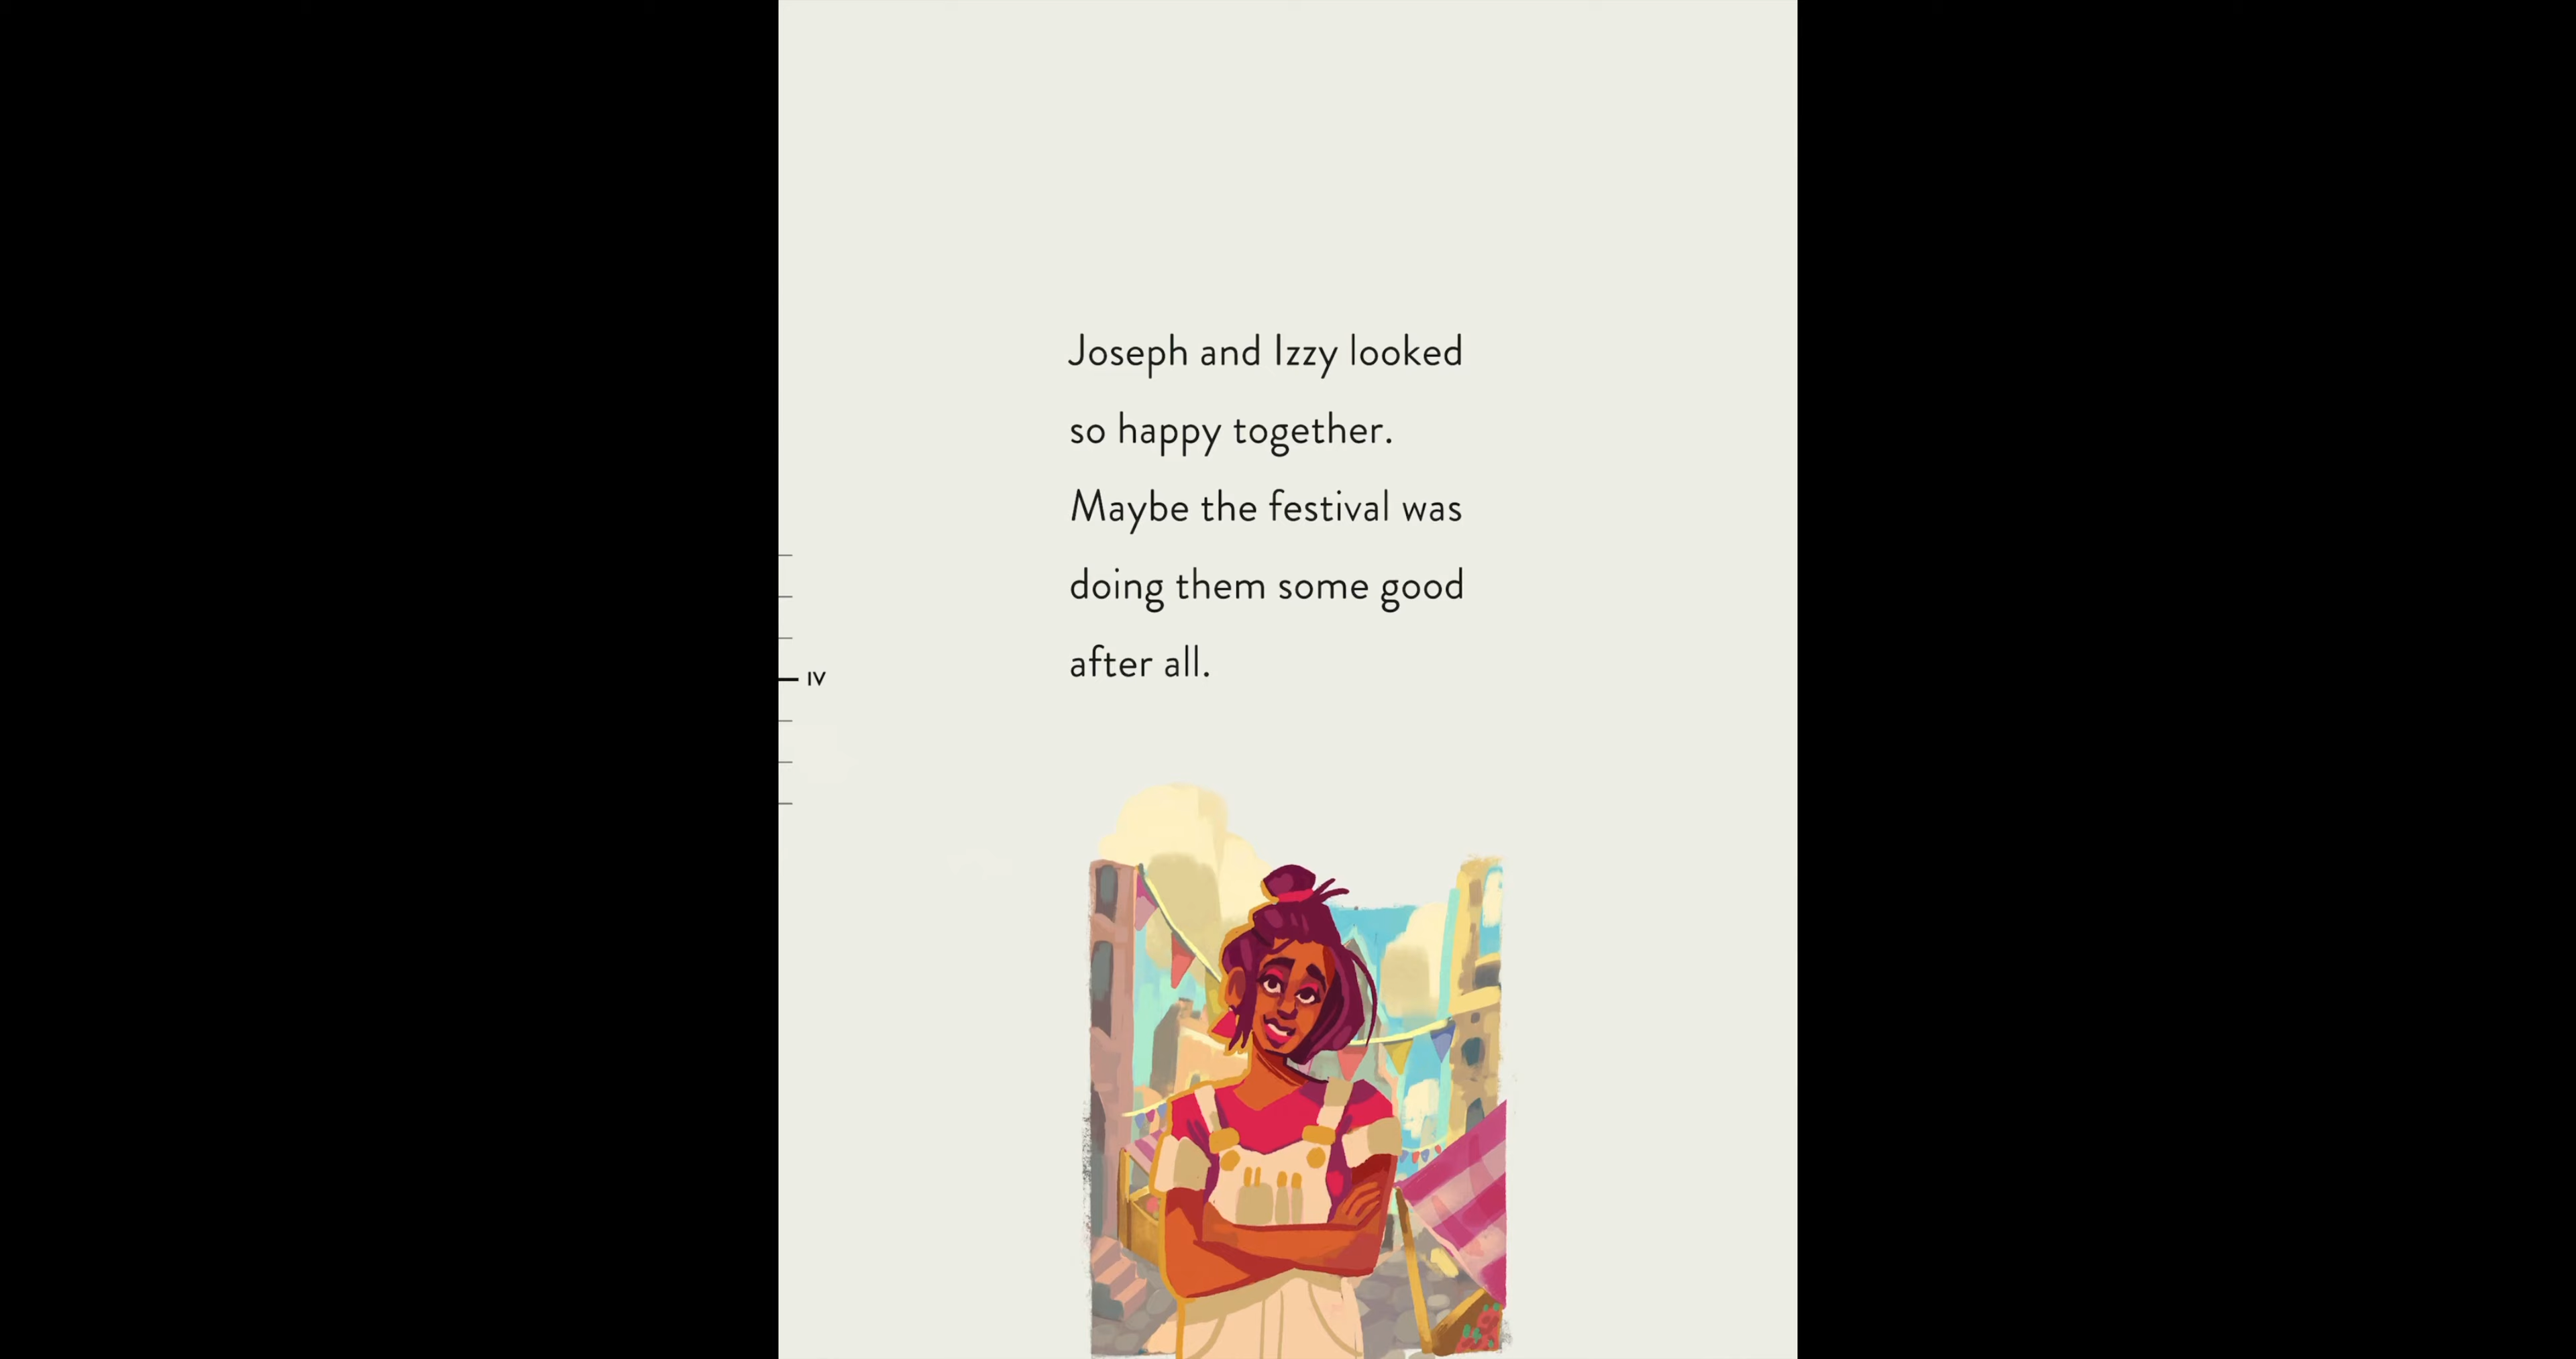 Joseph and Izzy looked
so happy together.
Maybe the festival was
doing them some good
after all.
IV